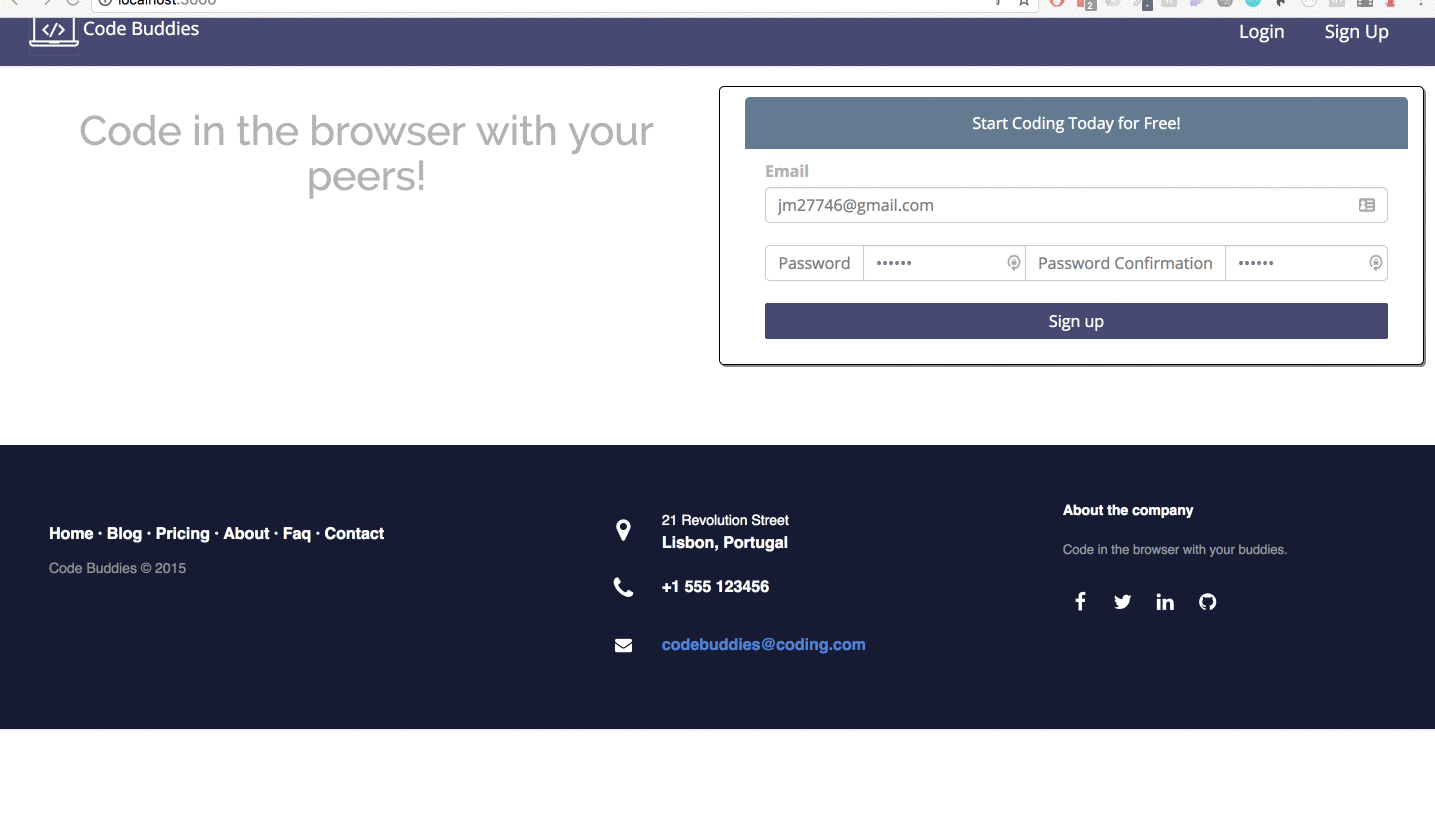 localhost:3000
2
Code Buddies
Login
Sign Up
Code in the browser with your
peers!
Start Coding Today for Free!
Email
jm27746@gmail.com
Password
••••••
Password Confirmation
••••••
Sign up
Home · Blog · Pricing · About · Faq · Contact
Code Buddies © 2015
21 Revolution Street
Lisbon, Portugal
+1 555 123456
codebuddies@coding.com
About the company
Code in the browser with your buddies.